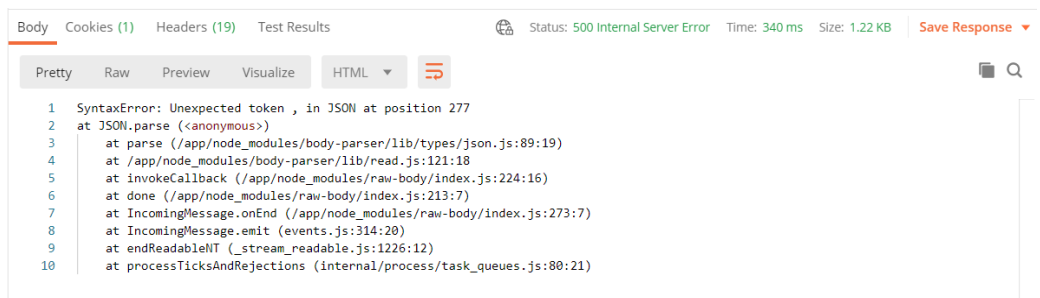 Body Cookies (1) Headers (19) Test Results Status: 500 Internal Server Error Time: 340 ms Size: 1.22 KB Save Response
Pretty Raw Preview Visualize HTML
1 SyntaxError: Unexpected token , in JSON at position 277
2 at JSON.parse (<anonymous>)
3 at parse (/app/node_modules/body-parser/lib/types/json.js:89:19)
4 at /app/node_modules/body-parser/lib/read.js:121:18
5 at invokeCallback (/app/node_modules/raw-body/index.js:224:16)
6 at done (/app/node_modules/raw-body/index.js:213:7)
7 at IncomingMessage.onEnd (/app/node_modules/raw-body/index.js:273:7)
8 at IncomingMessage.emit (events.js:314:20)
9 at endReadableNT (_stream_readable.js:1226:12)
10 at processTicksAndRejections (internal/process/task_queues.js:80:21)